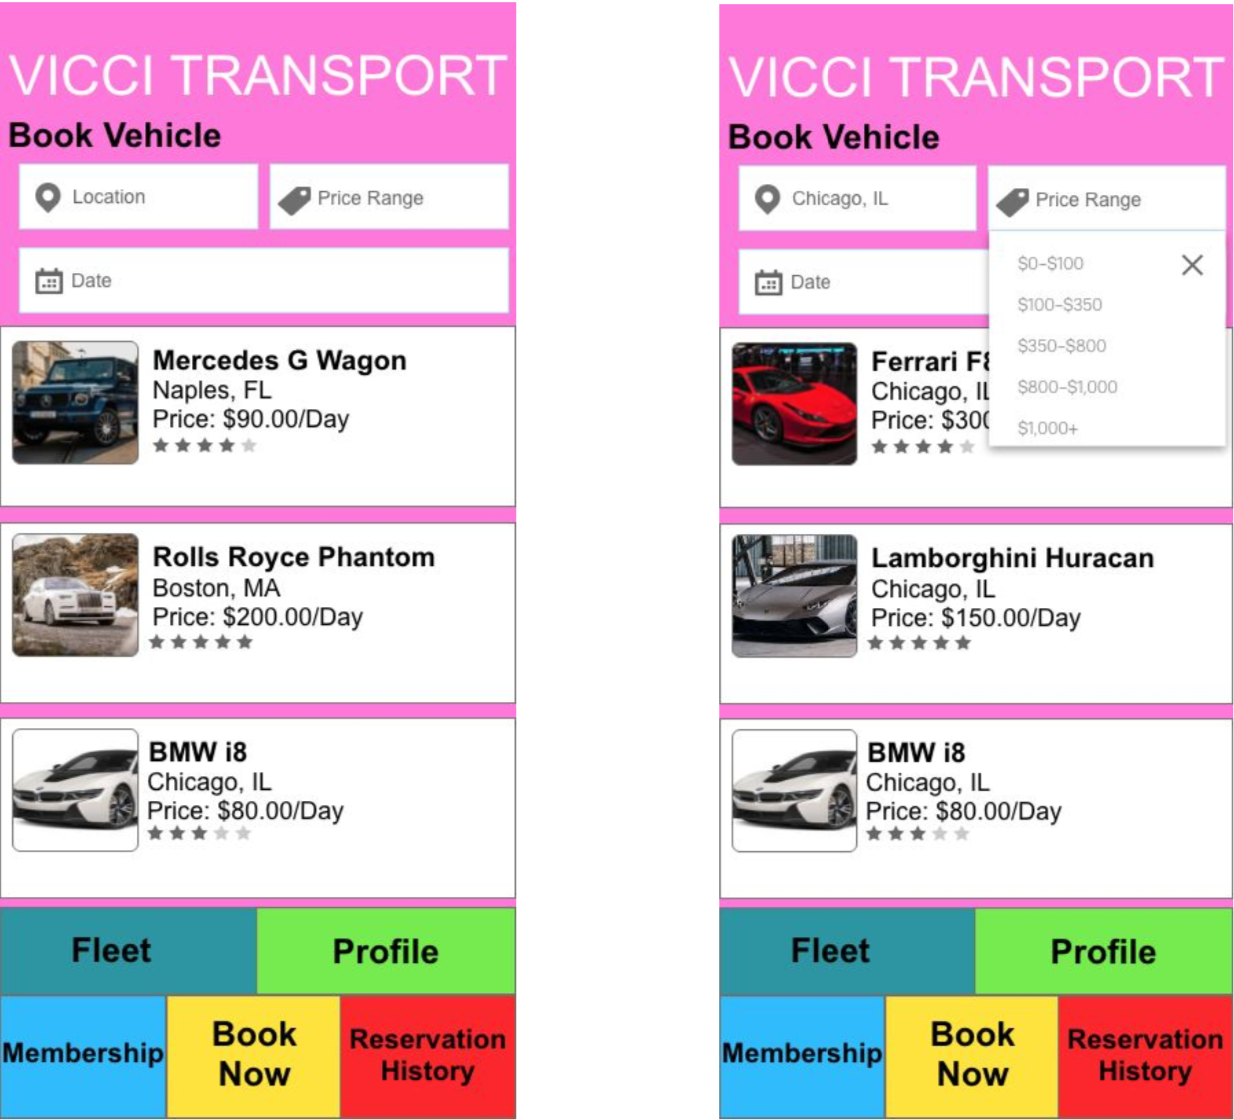 VICCI TRANSPORT
Book Vehicle
Location
Price Range
Date
Mercedes G Wagon
Naples, FL
Price: $90.00/Day
Rolls Royce Phantom
Boston, MA
Price: $200.00/Day
BMW i8
Chicago, IL
Price: $80.00/Day
Fleet
Profile
Membership
Book
Now
Reservation
History
VICCI TRANSPORT
Book Vehicle
Chicago, IL
Price Range
$0-$100
$100-$350
$350-$800
$800-$1,000
$1,000+
Date
Ferrari F8
Chicago, IL
Price: $300
Lamborghini Huracan
Chicago, IL
Price: $150.00/Day
BMW i8
Chicago, IL
Price: $80.00/Day
Fleet
Profile
Membership
Book
Now
Reservation
History